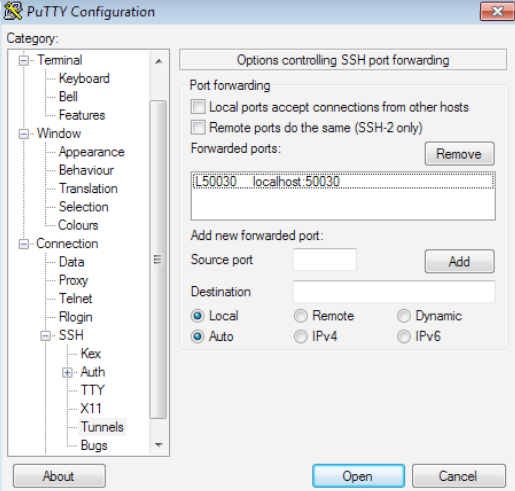 PuTTY Configuration
Category:
Terminal
Keyboard
Bell
Features
Window
Appearance
Behaviour
Translation
Selection
Colours
Connection
Data
Proxy
Telnet
Rlogin
SSH
Kex
Auth
TTY
X11
Tunnels
Bugs
Options controlling SSH port forwarding
Port forwarding
Local ports accept connections from other hosts
Remote ports do the same (SSH-2 only)
Forwarded ports:
Remove
L50030 localhost:50030
Add new forwarded port:
Source port
Add
Destination
Local Remote Dynamic
Auto IPv4 IPv6
About Open Cancel